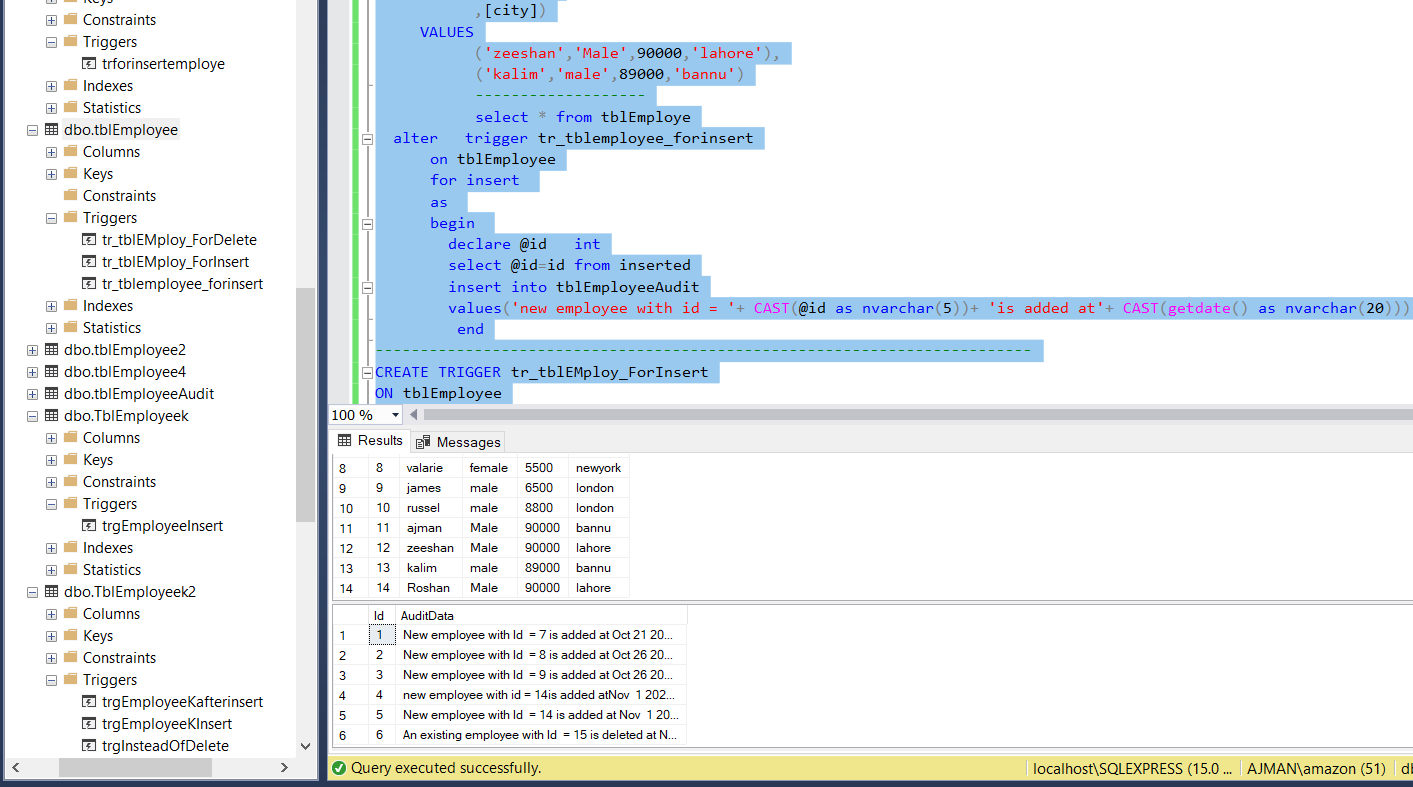 Keys
Constraints
Triggers
trforinsertemploye
Indexes
Statistics
dbo.tblEmployee
Columns
Keys
Constraints
Triggers
tr_tblEMploy_ForDelete
tr_tblEMploy_ForInsert
tr_tblemployee_forinsert
Indexes
Statistics
dbo.tblEmployee2
dbo.tblEmployee4
dbo.tblEmployeeAudit
dbo.TblEmployeek
Columns
Keys
Constraints
Triggers
trgEmployeeInsert
Indexes
Statistics
dbo.TblEmployeek2
Columns
Keys
Constraints
Triggers
trgEmployeeKafterinsert
trgEmployeeKInsert
trgInsteadOfDelete
,[city])
VALUES
('zeeshan','Male',90000,'lahore'),
('kalim','male',89000,'bannu')
-------------------
select * from tblEmploye
alter   trigger tr_tblemployee_forinsert
on tblEmployee
for insert
as
begin
declare @id   int
select @id=id from inserted
insert into tblEmployeeAudit
values('new employee with id = '+ CAST(@id as nvarchar(5))+ 'is added at'+ CAST(getdate() as nvarchar(20)))
end
-------------------------------------------------------------------------
CREATE TRIGGER tr_tblEMploy_ForInsert
ON tblEmployee
100 %
Results Messages
8 8 valarie female 5500 newyork
9 9 james male 6500 london
10 10 russel male 8800 london
11 11 ajman Male 90000 bannu
12 12 zeeshan Male 90000 lahore
13 13 kalim male 89000 bannu
14 14 Roshan Male 90000 lahore
Id AuditData
1 1 New employee with Id  = 7 is added at Oct 21 20...
2 2 New employee with Id  = 8 is added at Oct 26 20...
3 3 New employee with Id  = 9 is added at Oct 26 20...
4 4 new employee with id = 14is added atNov  1 202...
5 5 New employee with Id  = 14 is added at Nov  1 20...
6 6 An existing employee with Id  = 15 is deleted at N...
Query executed successfully. localhost\SQLEXPRESS (15.0 ... AJMAN\amazon (51) db